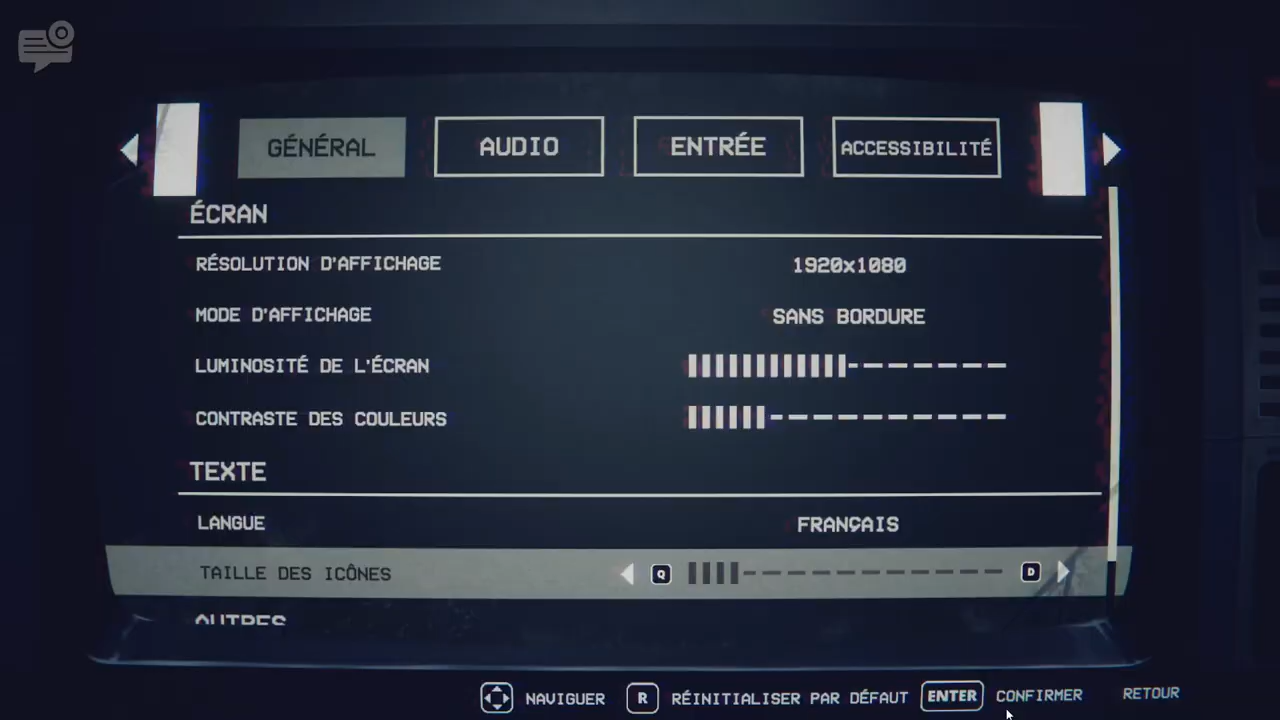 GÉNÉRAL AUDIO ENTRÉE ACCESSIBILITÉ
ÉCRAN
RÉSOLUTION D'AFFICHAGE 1920x1080
MODE D'AFFICHAGE SANS BORDURE
LUMINOSITÉ DE L'ÉCRAN
CONTRASTE DES COULEURS
TEXTE
LANGUE FRANÇAIS
TAILLE DES ICÔNES Q D
AUTRES
NAVIGUER R RÉINITIALISER PAR DÉFAUT ENTER CONFIRMER RETOUR